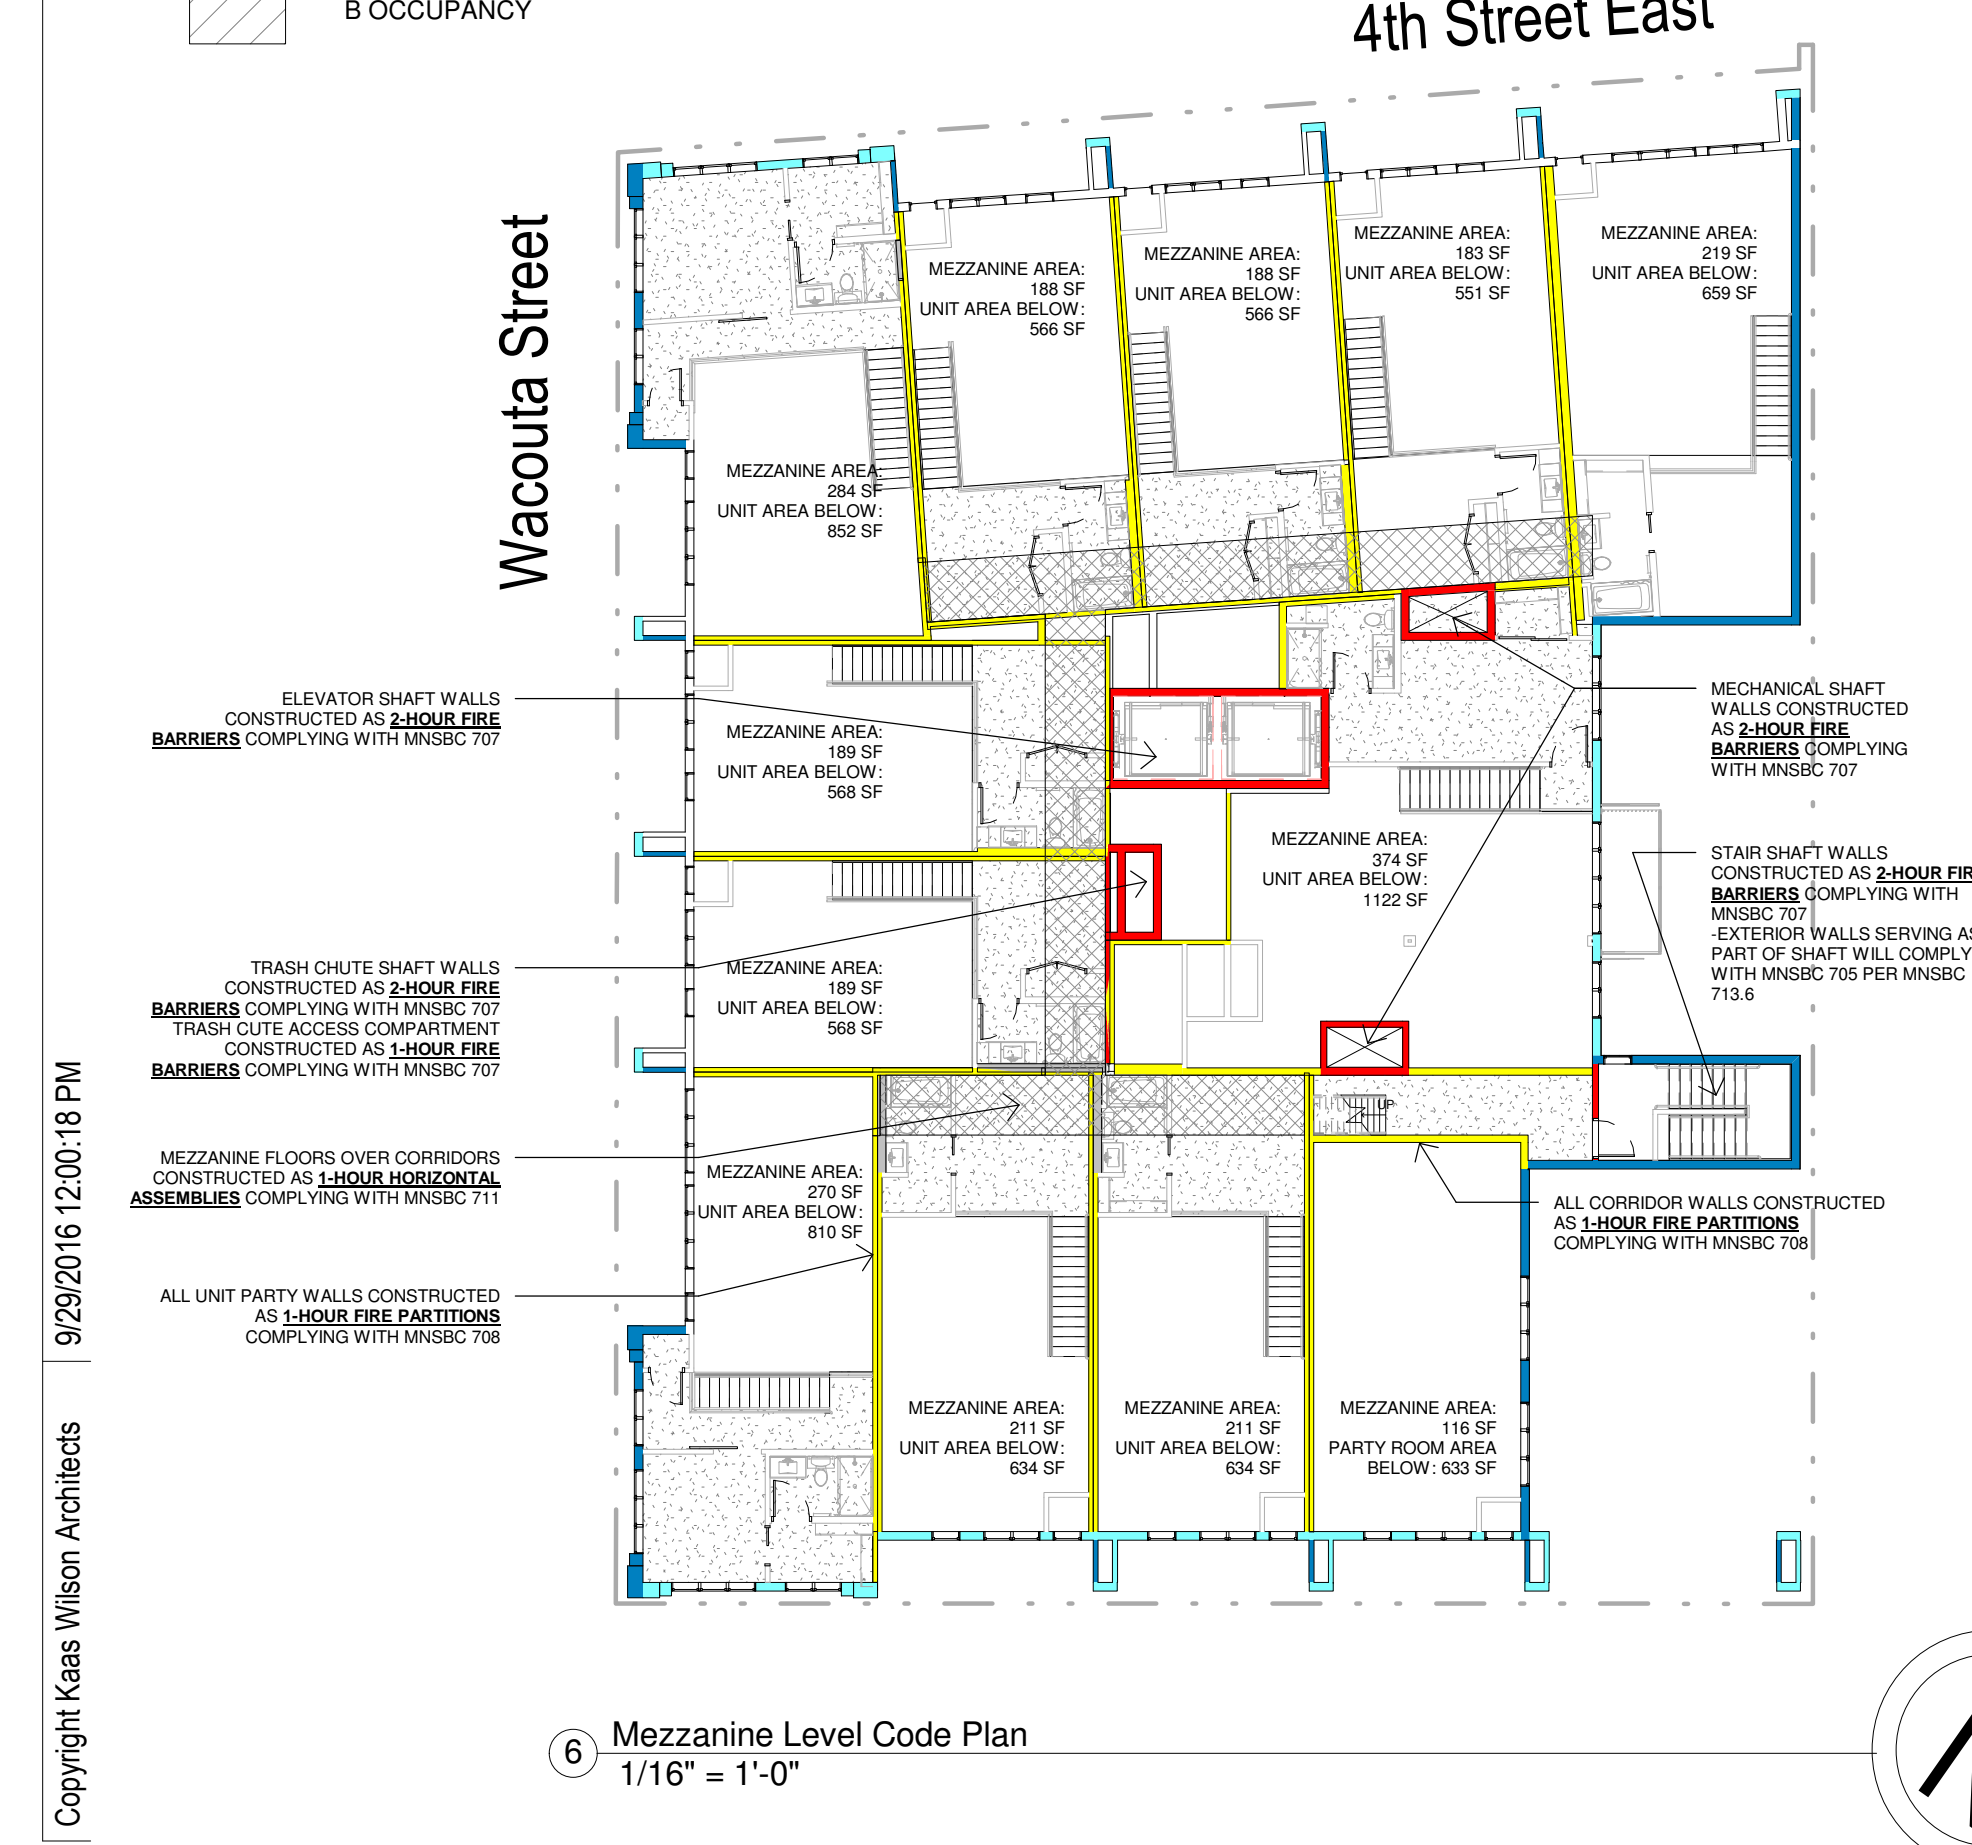 B OCCUPANCY
4th Street East
Wacouta Street
MEZZANINE AREA:
188 SF
UNIT AREA BELOW:
566 SF
MEZZANINE AREA:
188 SF
UNIT AREA BELOW:
566 SF
MEZZANINE AREA:
183 SF
UNIT AREA BELOW:
551 SF
MEZZANINE AREA:
219 SF
UNIT AREA BELOW:
659 SF
MEZZANINE AREA:
284 SF
UNIT AREA BELOW:
852 SF
ELEVATOR SHAFT WALLS
CONSTRUCTED AS 2-HOUR FIRE
BARRIERS COMPLYING WITH MNSBC 707
MEZZANINE AREA:
189 SF
UNIT AREA BELOW:
568 SF
MECHANICAL SHAFT
WALLS CONSTRUCTED
AS 2-HOUR FIRE
BARRIERS COMPLYING
WITH MNSBC 707
MEZZANINE AREA:
374 SF
UNIT AREA BELOW:
1122 SF
STAIR SHAFT WALLS
CONSTRUCTED AS 2-HOUR FIR
BARRIERS COMPLYING WITH
MNSBC 707
-EXTERIOR WALLS SERVING AS
PART OF SHAFT WILL COMPLY
WITH MNSBC 705 PER MNSBC
713.6
TRASH CHUTE SHAFT WALLS
CONSTRUCTED AS 2-HOUR FIRE
BARRIERS COMPLYING WITH MNSBC 707
TRASH CUTE ACCESS COMPARTMENT
CONSTRUCTED AS 1-HOUR FIRE
BARRIERS COMPLYING WITH MNSBC 707
MEZZANINE AREA:
189 SF
UNIT AREA BELOW:
568 SF
UP
MEZZANINE FLOORS OVER CORRIDORS
CONSTRUCTED AS 1-HOUR HORIZONTAL
ASSEMBLIES COMPLYING WITH MNSBC 711
MEZZANINE AREA:
270 SF
UNIT AREA BELOW:
810 SF
ALL CORRIDOR WALLS CONSTRUCTED
AS 1-HOUR FIRE PARTITIONS
COMPLYING WITH MNSBC 708
ALL UNIT PARTY WALLS CONSTRUCTED
AS 1-HOUR FIRE PARTITIONS
COMPLYING WITH MNSBC 708
MEZZANINE AREA:
211 SF
UNIT AREA BELOW:
634 SF
MEZZANINE AREA:
211 SF
UNIT AREA BELOW:
634 SF
MEZZANINE AREA:
116 SF
PARTY ROOM AREA
BELOW: 633 SF
6
Mezzanine Level Code Plan
1/16" = 1'-0"
9/29/2016 12:00:18 PM
Copyright Kaas Wilson Architects